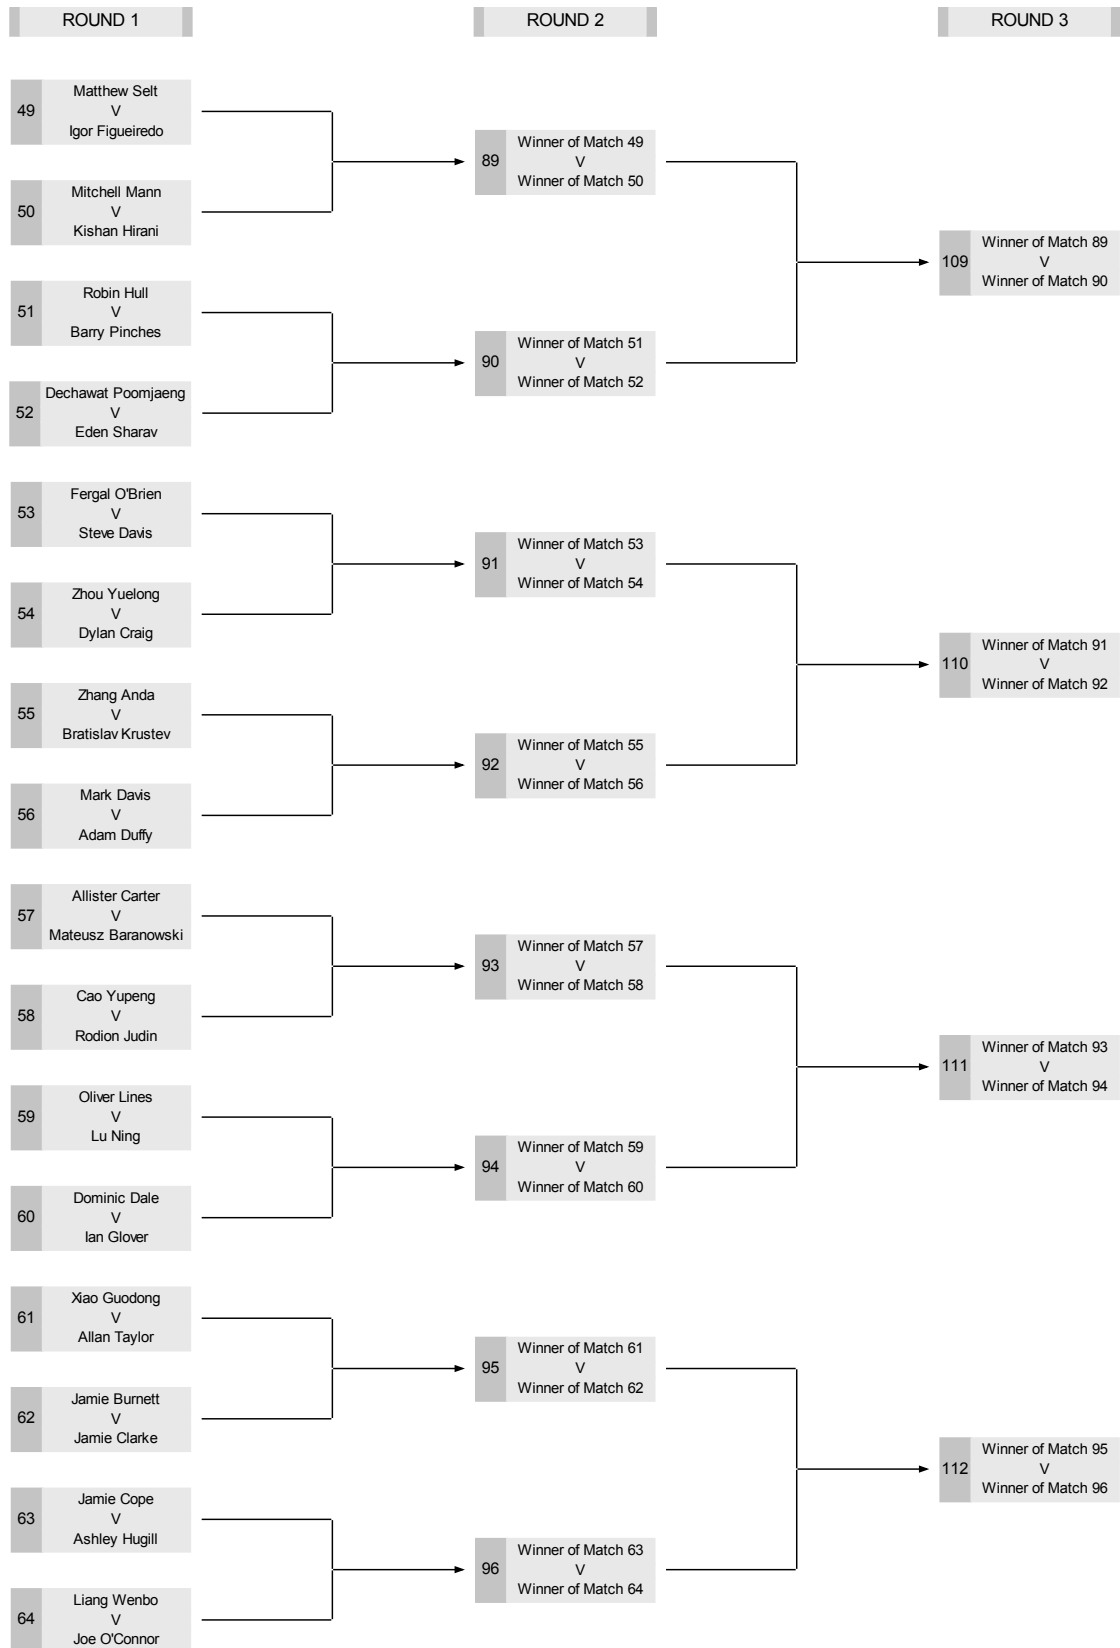 ROUND 1
ROUND 2
ROUND 3
49
Matthew Selt
V
Igor Figueiredo
50
Mitchell Mann
V
Kishan Hirani
51
Robin Hull
V
Barry Pinches
52
Dechawat Poomjaeng
V
Eden Sharav
53
Fergal O'Brien
V
Steve Davis
54
Zhou Yuelong
V
Dylan Craig
55
Zhang Anda
V
Bratislav Krustev
56
Mark Davis
V
Adam Duffy
57
Allister Carter
V
Mateusz Baranowski
58
Cao Yupeng
V
Rodion Judin
59
Oliver Lines
V
Lu Ning
60
Dominic Dale
V
Ian Glover
61
Xiao Guodong
V
Allan Taylor
62
Jamie Burnett
V
Jamie Clarke
63
Jamie Cope
V
Ashley Hugill
64
Liang Wenbo
V
Joe O'Connor
89
Winner of Match 49
V
Winner of Match 50
90
Winner of Match 51
V
Winner of Match 52
91
Winner of Match 53
V
Winner of Match 54
92
Winner of Match 55
V
Winner of Match 56
93
Winner of Match 57
V
Winner of Match 58
94
Winner of Match 59
V
Winner of Match 60
95
Winner of Match 61
V
Winner of Match 62
96
Winner of Match 63
V
Winner of Match 64
109
Winner of Match 89
V
Winner of Match 90
110
Winner of Match 91
V
Winner of Match 92
111
Winner of Match 93
V
Winner of Match 94
112
Winner of Match 95
V
Winner of Match 96